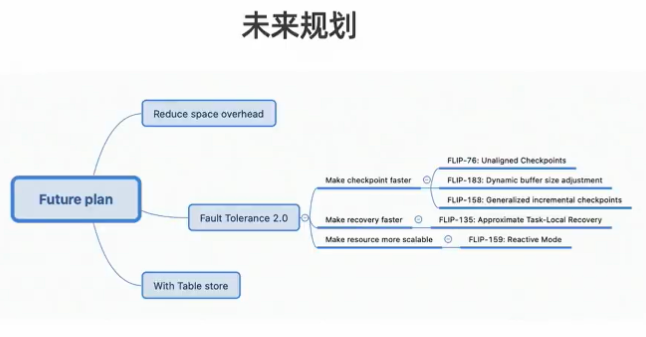 未来规划
Reduce space overhead
FLIP-76: Unaligned Checkpoints
Make checkpoint faster
FLIP-183: Dynamic buffer size adjustment
Future plan
FLIP-158: Generalized incremental checkpoints
Fault Tolerance 2.0
Make recovery faster
FLIP-135: Approximate Task-Local Recovery
Make resource more scalable
FLIP-159: Reactive Mode
With Table store